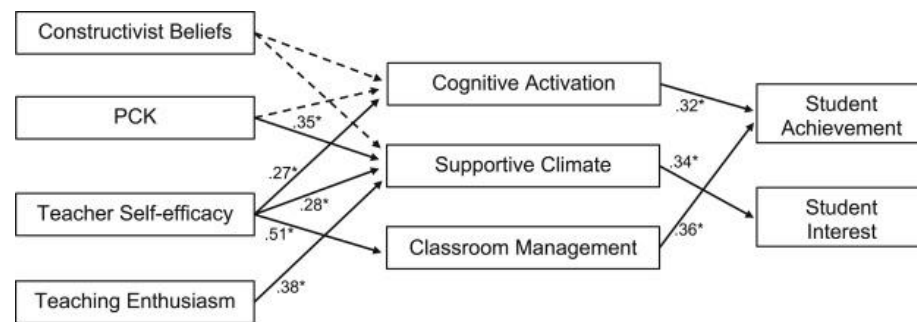 Constructivist Beliefs
PCK
Teacher Self-efficacy
Teaching Enthusiasm
.35*
.27*
.28*
.51*
.38*
Cognitive Activation
Supportive Climate
Classroom Management
.32*
.34*
.36*
Student
Achievement
Student
Interest